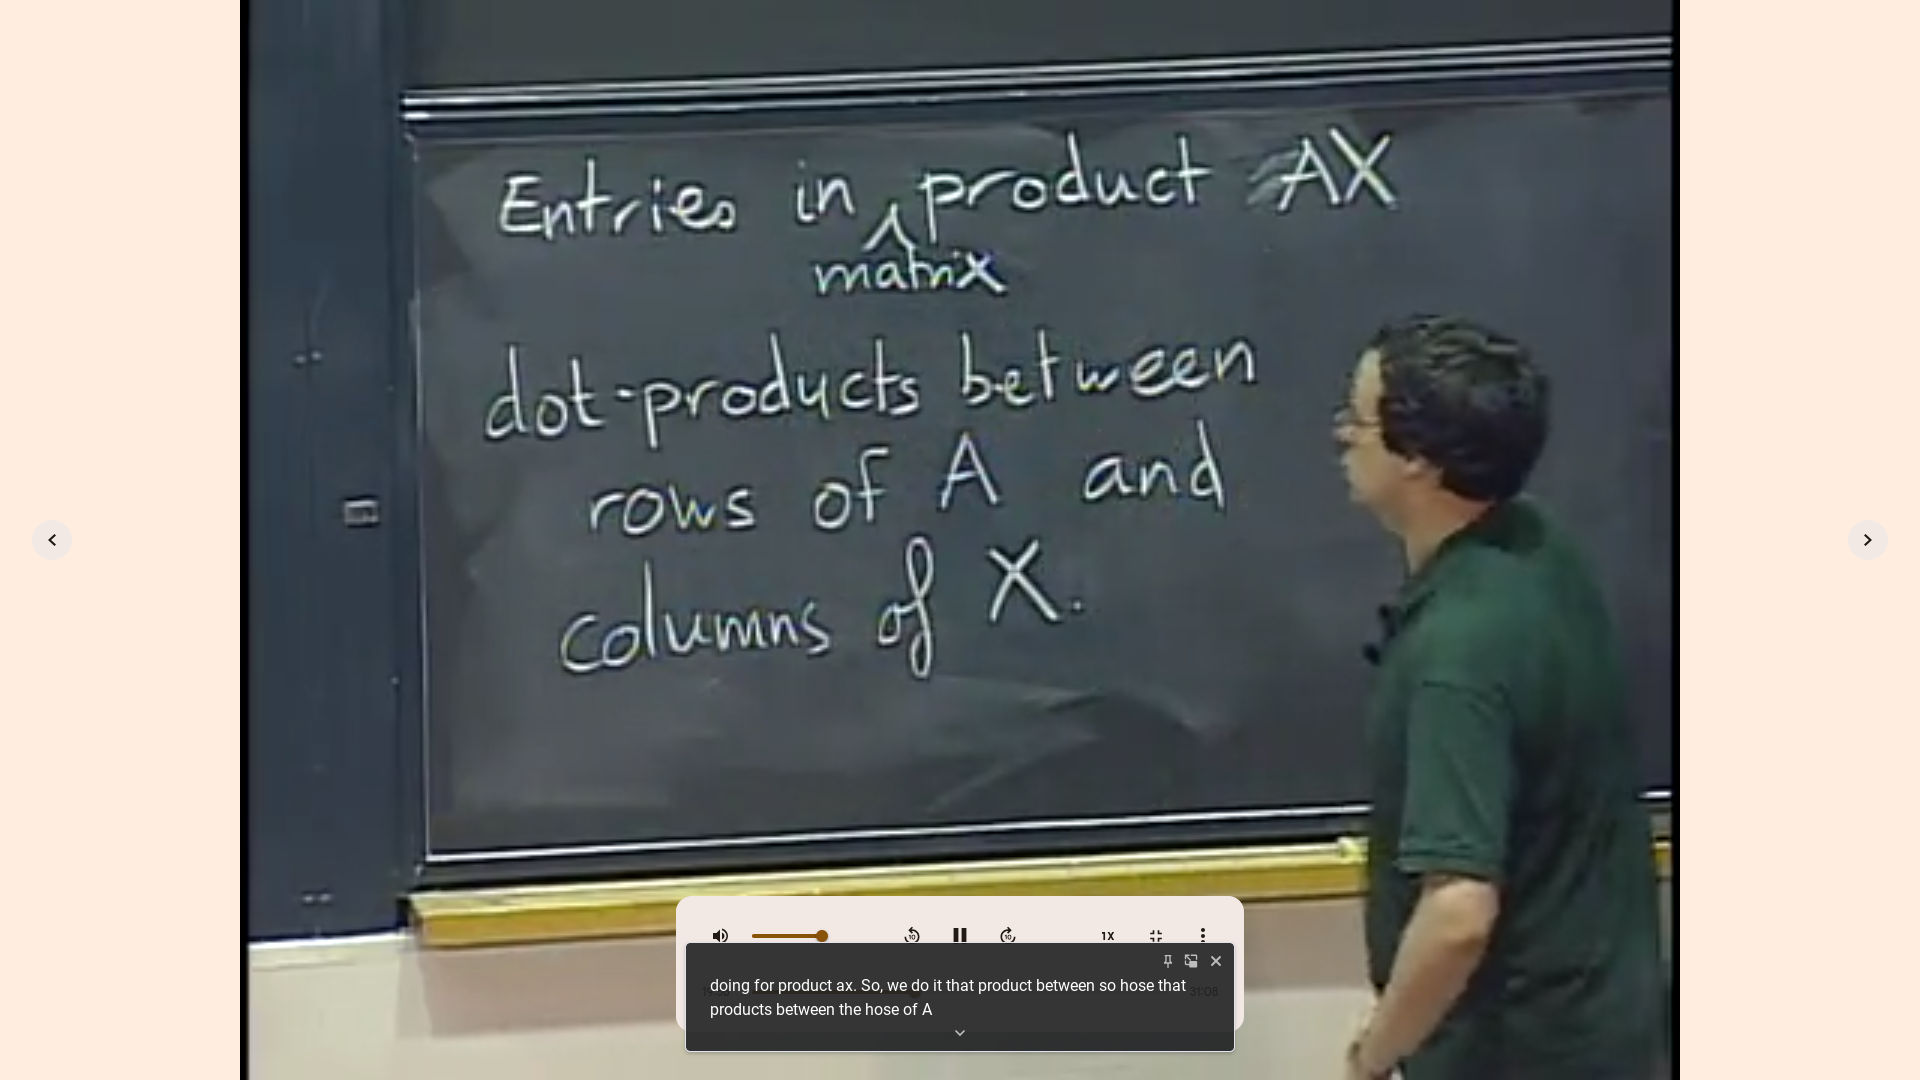 Entries in product AX
matrix
dot-products between
rows of A and
columns of X.
1X
doing for product ax. So, we do it that product between so hose that
products between the hose of A
31:08